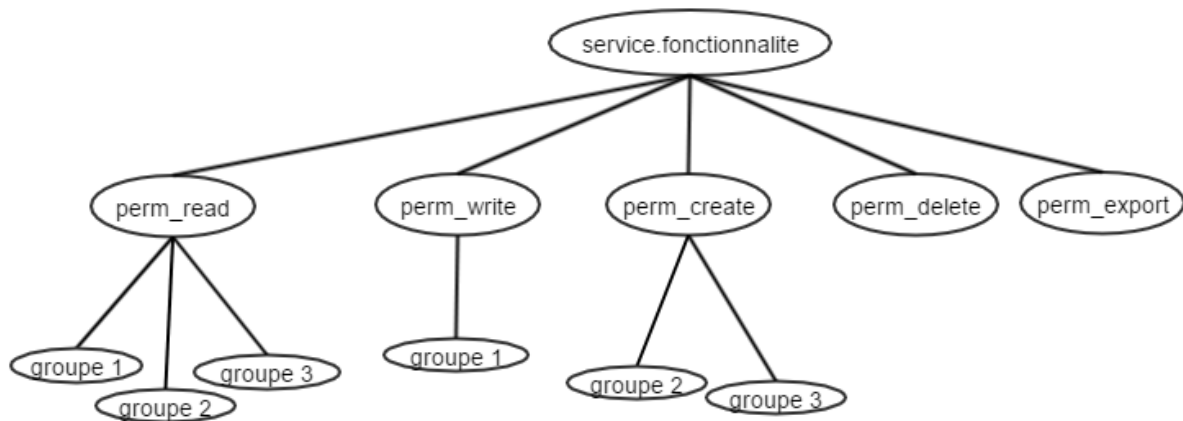 service.fonctionnalite
perm_read
perm_write
perm_create
perm_delete
perm_export
groupe 1
groupe 2
groupe 3
groupe 1
groupe 2
groupe 3